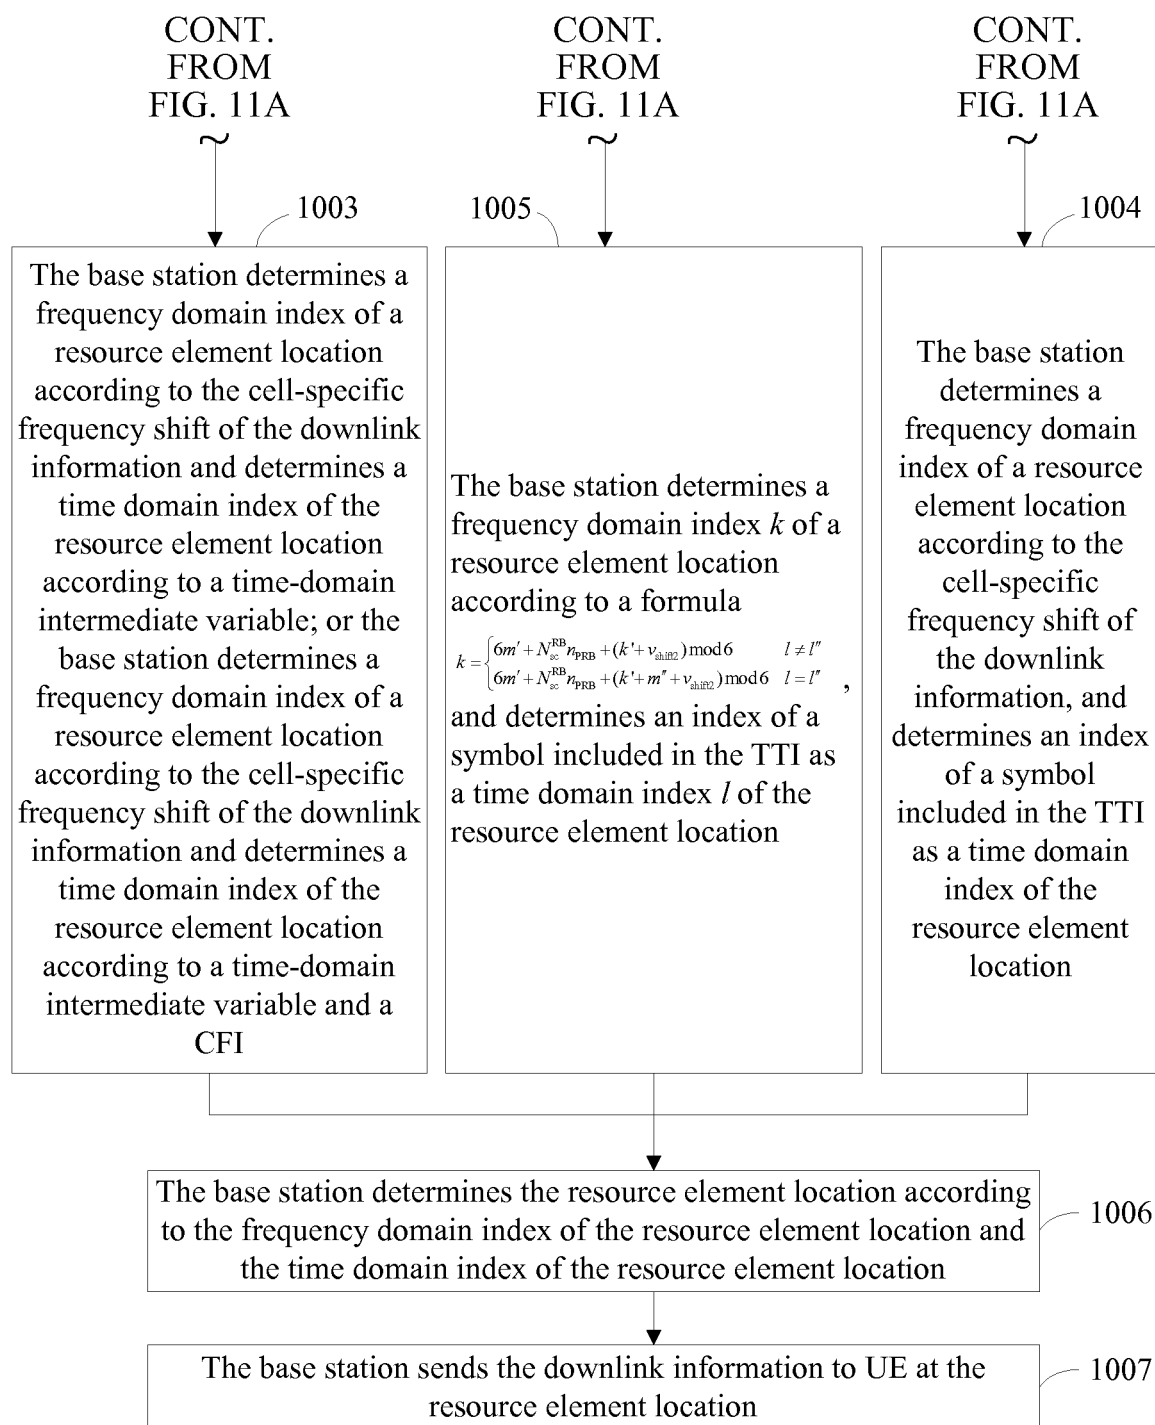 CONT.
FROM
FIG. 11A
CONT.
FROM
FIG. 11A
CONT.
FROM
FIG. 11A
1003
The base station determines a
frequency domain index of a
resource element location
according to the cell-specific
frequency shift of the downlink
information and determines a
time domain index of the
resource element location
according to a time-domain
intermediate variable; or the
base station determines a
frequency domain index of a
resource element location
according to the cell-specific
frequency shift of the downlink
information and determines a
time domain index of the
resource element location
according to a time-domain
intermediate variable and a
CFI
1005
The base station determines a
frequency domain index k of a
resource element location
according to a formula
k = { 6m′ + N_sc^RB n_PRB + (k' + v_shift2) mod 6 l ≠ l″
6m′ + N_sc^RB n_PRB + (k' + m″ + v_shift2) mod 6 l = l″ ,
and determines an index of a
symbol included in the TTI as
a time domain index l of the
resource element location
1004
The base station
determines a
frequency domain
index of a resource
element location
according to the
cell-specific
frequency shift of
the downlink
information, and
determines an index
of a symbol
included in the TTI
as a time domain
index of the
resource element
location
The base station determines the resource element location according
to the frequency domain index of the resource element location and
the time domain index of the resource element location
1006
The base station sends the downlink information to UE at the
resource element location
1007